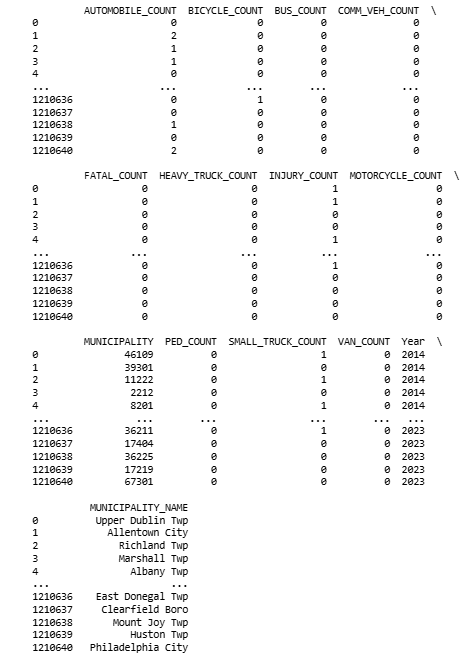 AUTOMOBILE_COUNT BICYCLE_COUNT BUS_COUNT COMM_VEH_COUNT \
0 0 0 0 0
1 2 0 0 0
2 1 0 0 0
3 1 0 0 0
4 0 0 0 0
... ... ... ... ...
1210636 0 1 0 0
1210637 0 0 0 0
1210638 1 0 0 0
1210639 0 0 0 0
1210640 2 0 0 0
FATAL_COUNT HEAVY_TRUCK_COUNT INJURY_COUNT MOTORCYCLE_COUNT \
0 0 0 1 0
1 0 0 1 0
2 0 0 0 0
3 0 0 0 0
4 0 0 1 0
... ... ... ... ...
1210636 0 0 1 0
1210637 0 0 0 0
1210638 0 0 0 0
1210639 0 0 0 0
1210640 0 0 0 0
MUNICIPALITY PED_COUNT SMALL_TRUCK_COUNT VAN_COUNT Year \
0 46109 0 1 0 2014
1 39301 0 0 0 2014
2 11222 0 1 0 2014
3 2212 0 0 0 2014
4 8201 0 1 0 2014
... ... ... ... ... ...
1210636 36211 0 1 0 2023
1210637 17404 0 0 0 2023
1210638 36225 0 0 0 2023
1210639 17219 0 0 0 2023
1210640 67301 0 0 0 2023
MUNICIPALITY_NAME
0 Upper Dublin Twp
1 Allentown City
2 Richland Twp
3 Marshall Twp
4 Albany Twp
... ...
1210636 East Donegal Twp
1210637 Clearfield Boro
1210638 Mount Joy Twp
1210639 Huston Twp
1210640 Philadelphia City